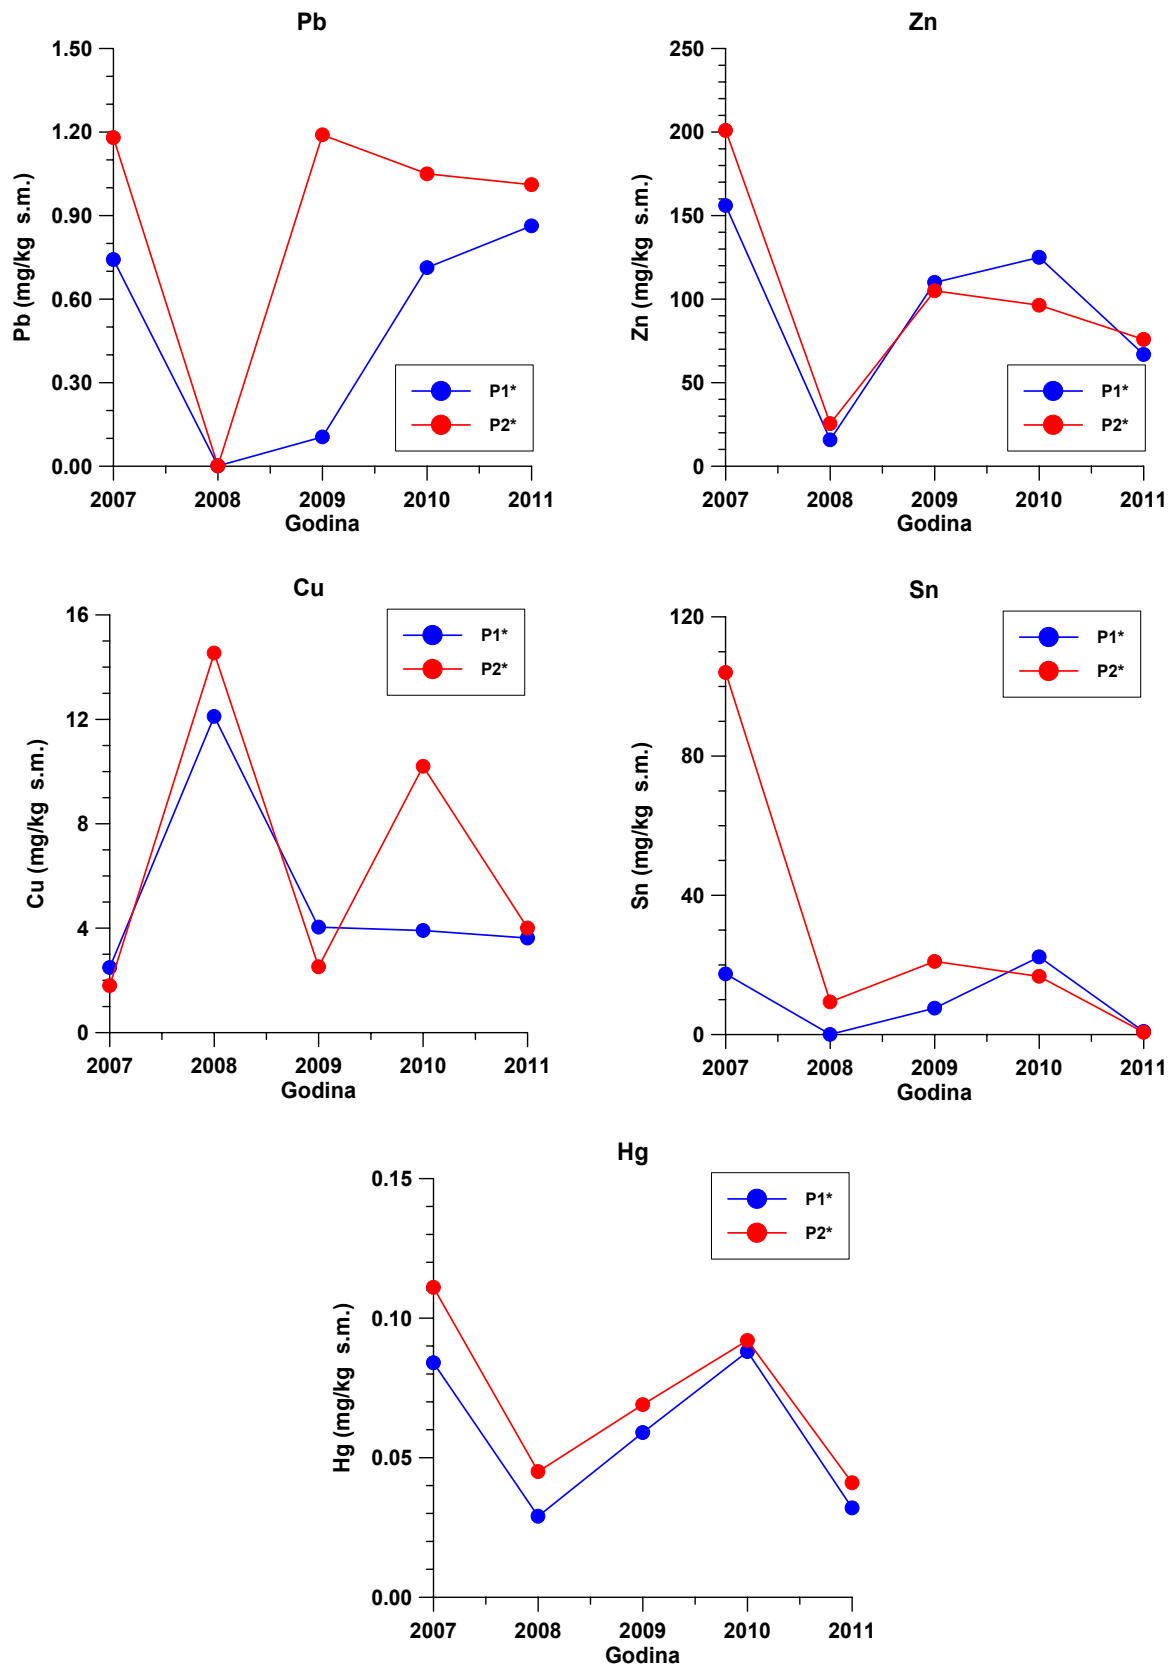 Pb
1.50
1.20
0.90
0.60
0.30
0.00
Pb (mg/kg s.m.)
2007 2008 2009 2010 2011
Godina
P1*
P2*
Zn
250
200
150
100
50
0
Zn (mg/kg s.m.)
2007 2008 2009 2010 2011
Godina
P1*
P2*
Cu
16
12
8
4
0
Cu (mg/kg s.m.)
2007 2008 2009 2010 2011
Godina
P1*
P2*
Sn
120
80
40
0
Sn (mg/kg s.m.)
2007 2008 2009 2010 2011
Godina
P1*
P2*
Hg
0.15
0.10
0.05
0.00
Hg (mg/kg s.m.)
2007 2008 2009 2010 2011
Godina
P1*
P2*